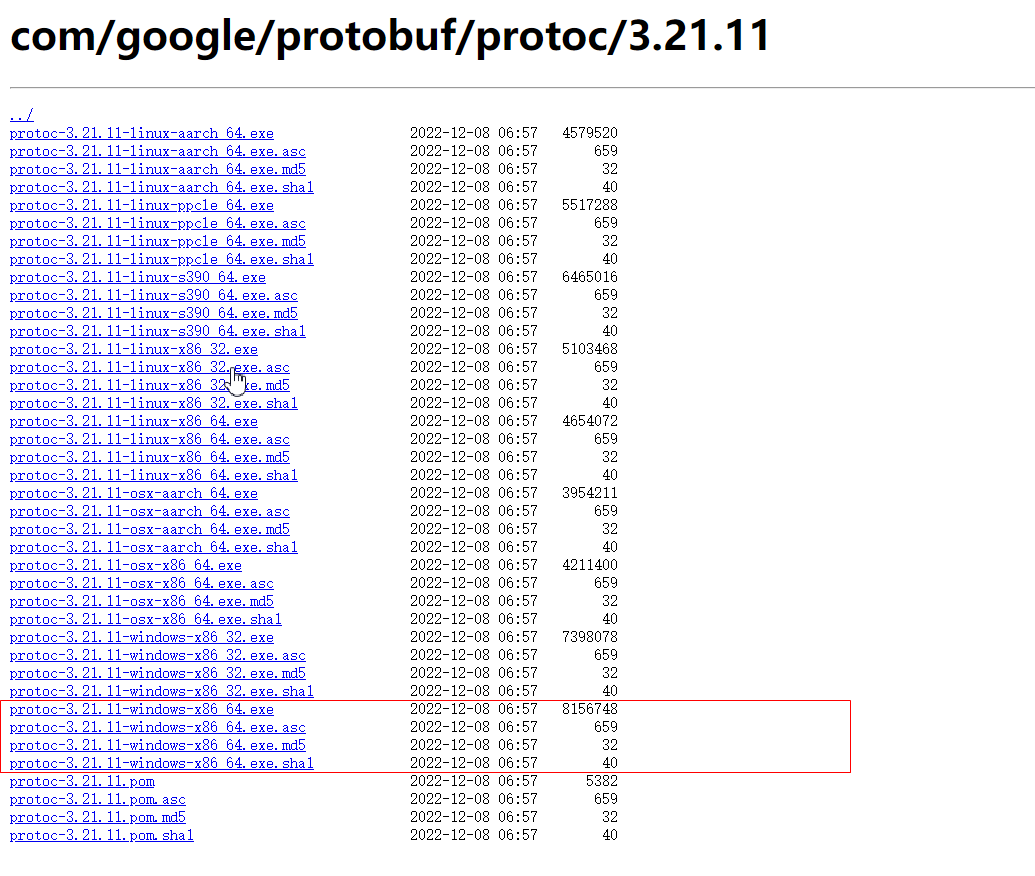 com/google/protobuf/protoc/3.21.11
../
protoc-3.21.11-linux-aarch_64.exe 2022-12-08 06:57 4579520
protoc-3.21.11-linux-aarch_64.exe.asc 2022-12-08 06:57 659
protoc-3.21.11-linux-aarch_64.exe.md5 2022-12-08 06:57 32
protoc-3.21.11-linux-aarch_64.exe.sha1 2022-12-08 06:57 40
protoc-3.21.11-linux-ppcle_64.exe 2022-12-08 06:57 5517288
protoc-3.21.11-linux-ppcle_64.exe.asc 2022-12-08 06:57 659
protoc-3.21.11-linux-ppcle_64.exe.md5 2022-12-08 06:57 32
protoc-3.21.11-linux-ppcle_64.exe.sha1 2022-12-08 06:57 40
protoc-3.21.11-linux-s390_64.exe 2022-12-08 06:57 6465016
protoc-3.21.11-linux-s390_64.exe.asc 2022-12-08 06:57 659
protoc-3.21.11-linux-s390_64.exe.md5 2022-12-08 06:57 32
protoc-3.21.11-linux-s390_64.exe.sha1 2022-12-08 06:57 40
protoc-3.21.11-linux-x86_32.exe 2022-12-08 06:57 5103468
protoc-3.21.11-linux-x86_32.exe.asc 2022-12-08 06:57 659
protoc-3.21.11-linux-x86_32.exe.md5 2022-12-08 06:57 32
protoc-3.21.11-linux-x86_32.exe.sha1 2022-12-08 06:57 40
protoc-3.21.11-linux-x86_64.exe 2022-12-08 06:57 4654072
protoc-3.21.11-linux-x86_64.exe.asc 2022-12-08 06:57 659
protoc-3.21.11-linux-x86_64.exe.md5 2022-12-08 06:57 32
protoc-3.21.11-linux-x86_64.exe.sha1 2022-12-08 06:57 40
protoc-3.21.11-osx-aarch_64.exe 2022-12-08 06:57 3954211
protoc-3.21.11-osx-aarch_64.exe.asc 2022-12-08 06:57 659
protoc-3.21.11-osx-aarch_64.exe.md5 2022-12-08 06:57 32
protoc-3.21.11-osx-aarch_64.exe.sha1 2022-12-08 06:57 40
protoc-3.21.11-osx-x86_64.exe 2022-12-08 06:57 4211400
protoc-3.21.11-osx-x86_64.exe.asc 2022-12-08 06:57 659
protoc-3.21.11-osx-x86_64.exe.md5 2022-12-08 06:57 32
protoc-3.21.11-osx-x86_64.exe.sha1 2022-12-08 06:57 40
protoc-3.21.11-windows-x86_32.exe 2022-12-08 06:57 7398078
protoc-3.21.11-windows-x86_32.exe.asc 2022-12-08 06:57 659
protoc-3.21.11-windows-x86_32.exe.md5 2022-12-08 06:57 32
protoc-3.21.11-windows-x86_32.exe.sha1 2022-12-08 06:57 40
protoc-3.21.11-windows-x86_64.exe 2022-12-08 06:57 8156748
protoc-3.21.11-windows-x86_64.exe.asc 2022-12-08 06:57 659
protoc-3.21.11-windows-x86_64.exe.md5 2022-12-08 06:57 32
protoc-3.21.11-windows-x86_64.exe.sha1 2022-12-08 06:57 40
protoc-3.21.11.pom 2022-12-08 06:57 5382
protoc-3.21.11.pom.asc 2022-12-08 06:57 659
protoc-3.21.11.pom.md5 2022-12-08 06:57 32
protoc-3.21.11.pom.sha1 2022-12-08 06:57 40